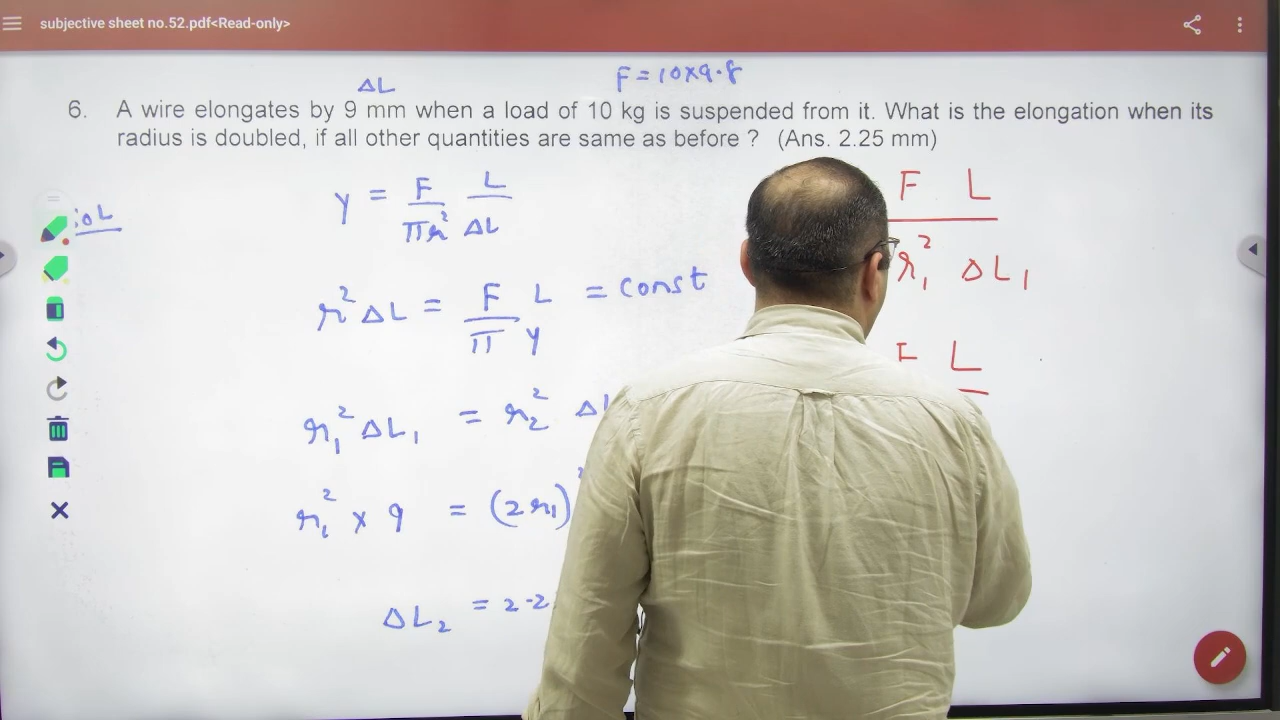 subjective sheet no.52.pdf<Read-only>
ΔL F = 10×9.8
6. A wire elongates by 9 mm when a load of 10 kg is suspended from it. What is the elongation when its
radius is doubled, if all other quantities are same as before ? (Ans. 2.25 mm)
F L
r₁² ΔL₁
F L
:oL
y = F/πr² L/ΔL
r²ΔL = F/π L/y = const
r₁²ΔL₁ = r₂² Δ
r₁² × 9 = (2r₁)
ΔL₂ = 2.2